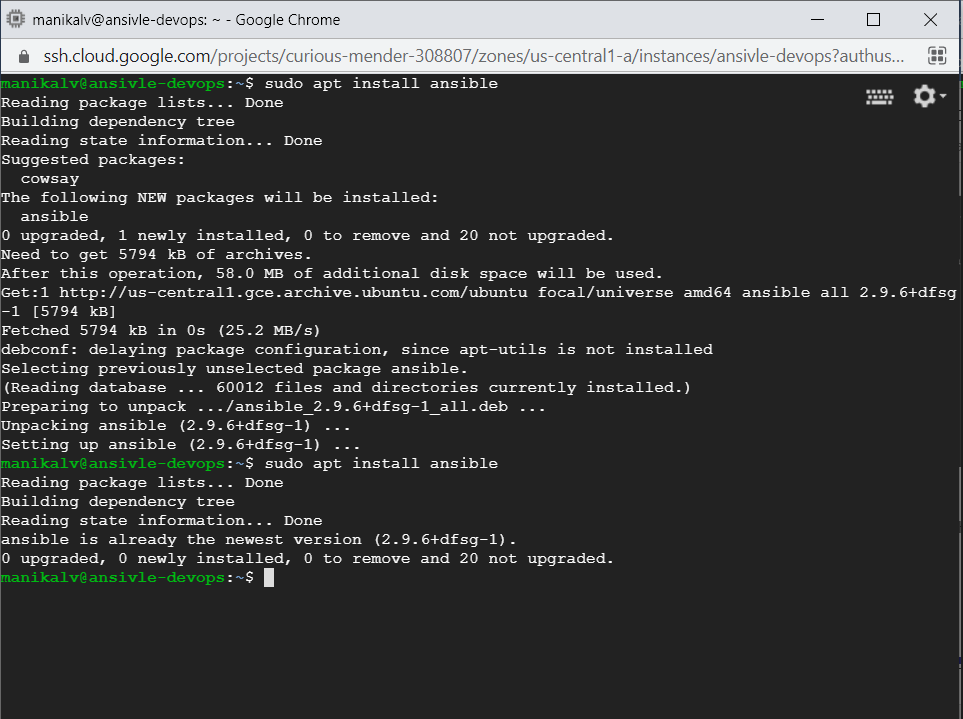 manikalv@ansivle-devops: ~ - Google Chrome
ssh.cloud.google.com/projects/curious-mender-308807/zones/us-central1-a/instances/ansivle-devops?authus...
manikalv@ansivle-devops:~$ sudo apt install ansible
Reading package lists... Done
Building dependency tree
Reading state information... Done
Suggested packages:
  cowsay
The following NEW packages will be installed:
  ansible
0 upgraded, 1 newly installed, 0 to remove and 20 not upgraded.
Need to get 5794 kB of archives.
After this operation, 58.0 MB of additional disk space will be used.
Get:1 http://us-central1.gce.archive.ubuntu.com/ubuntu focal/universe amd64 ansible all 2.9.6+dfsg
-1 [5794 kB]
Fetched 5794 kB in 0s (25.2 MB/s)
debconf: delaying package configuration, since apt-utils is not installed
Selecting previously unselected package ansible.
(Reading database ... 60012 files and directories currently installed.)
Preparing to unpack .../ansible_2.9.6+dfsg-1_all.deb ...
Unpacking ansible (2.9.6+dfsg-1) ...
Setting up ansible (2.9.6+dfsg-1) ...
manikalv@ansivle-devops:~$ sudo apt install ansible
Reading package lists... Done
Building dependency tree
Reading state information... Done
ansible is already the newest version (2.9.6+dfsg-1).
0 upgraded, 0 newly installed, 0 to remove and 20 not upgraded.
manikalv@ansivle-devops:~$